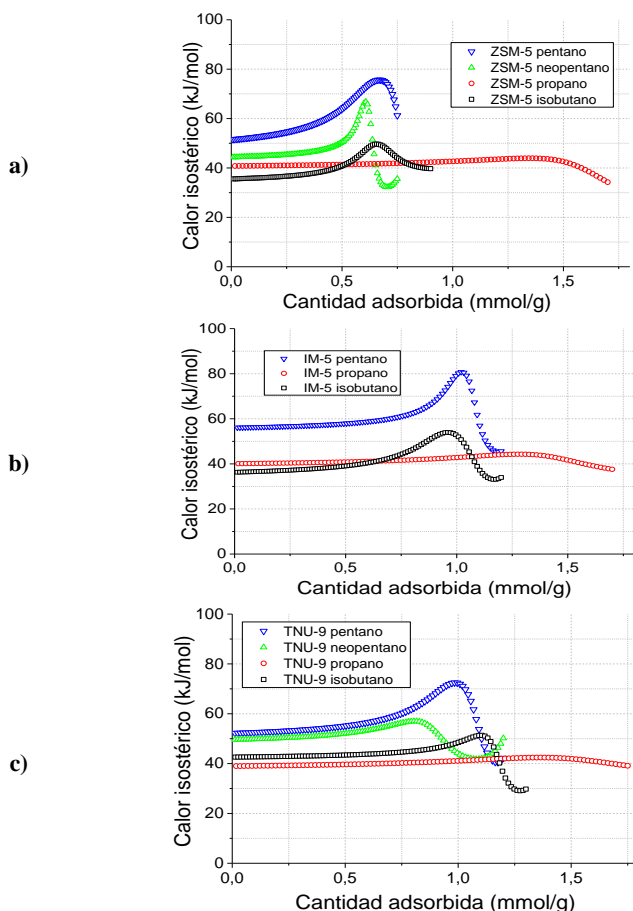 a)
Calor isostérico (kJ/mol)
100
80
60
40
20
0
ZSM-5 pentano
ZSM-5 neopentano
ZSM-5 propano
ZSM-5 isobutano
0,0 0,5 1,0 1,5
Cantidad adsorbida (mmol/g)
b)
Calor isostérico (kJ/mol)
100
80
60
40
20
0
IM-5 pentano
IM-5 propano
IM-5 isobutano
0,0 0,5 1,0 1,5
Cantidad adsorbida (mmol/g)
c)
Calor isostérico (kJ/mol)
100
80
60
40
20
0
TNU-9 pentano
TNU-9 neopentano
TNU-9 propano
TNU-9 isobutano
0,0 0,5 1,0 1,5
Cantidad adsorbida (mmol/g)